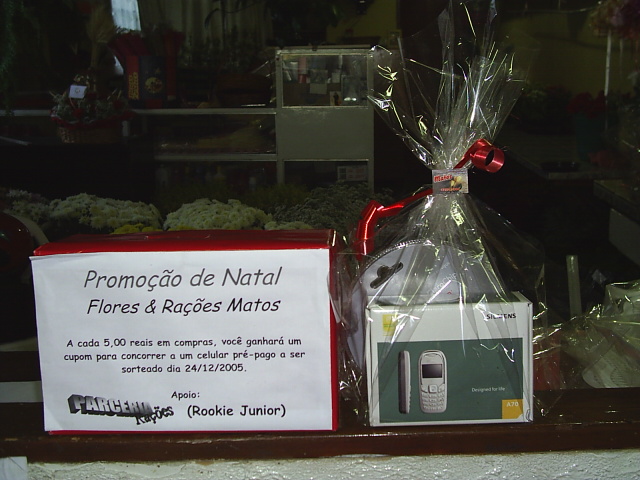 Promoção de Natal
Flores & Rações Matos
A cada 5,00 reais em compras, você ganhará um
cupom para concorrer a um celular pré-pago a ser
sorteado dia 24/12/2005.
Apoio:
PARCERIA
Rações
(Rookie Junior)
SIEMENS
Designed for life
A70